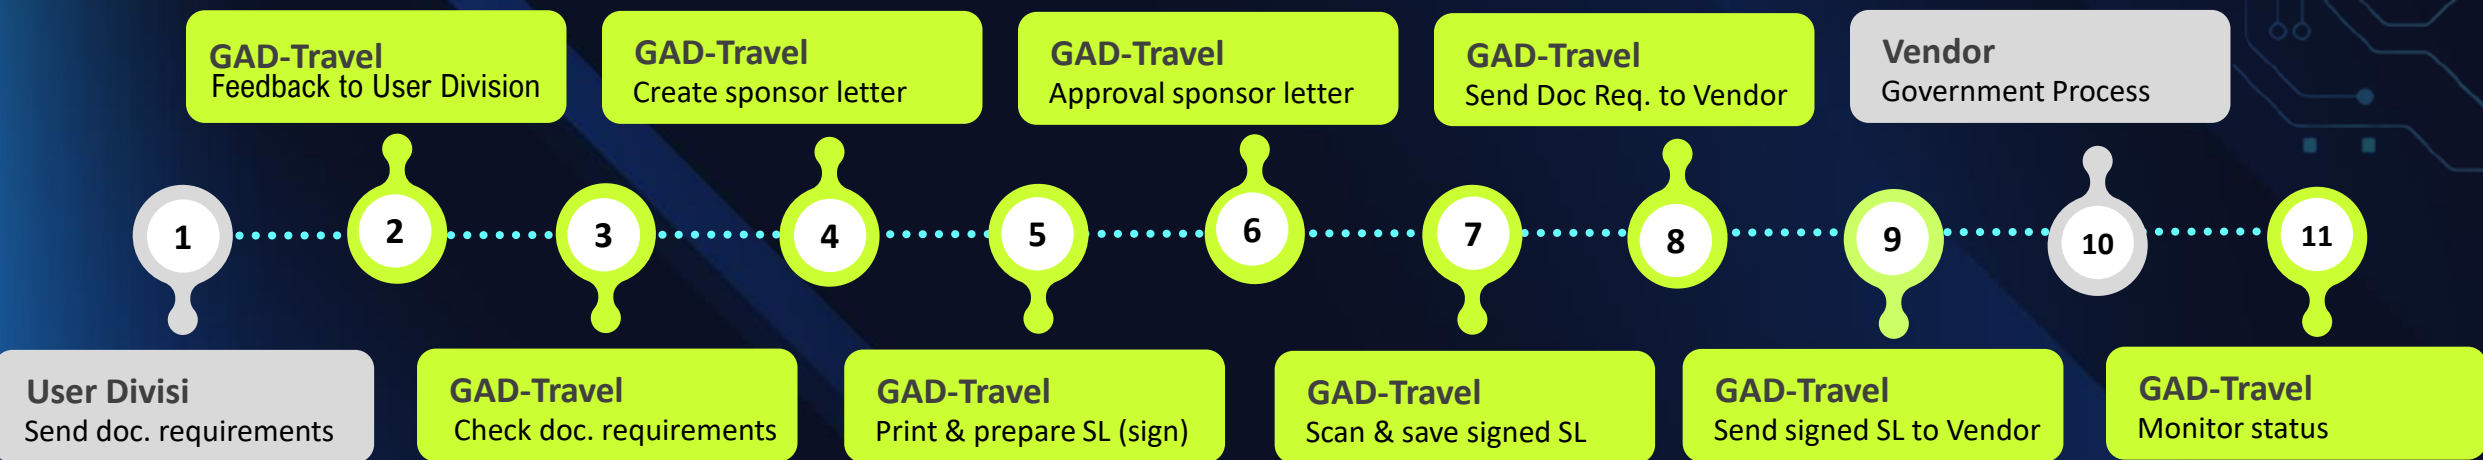 GAD-Travel
Feedback to User Division
GAD-Travel
Create sponsor letter
GAD-Travel
Approval sponsor letter
GAD-Travel
Send Doc Req. to Vendor
Vendor
Government Process
1
2
3
4
5
6
7
8
9
10
11
User Divisi
Send doc. requirements
GAD-Travel
Check doc. requirements
GAD-Travel
Print & prepare SL (sign)
GAD-Travel
Scan & save signed SL
GAD-Travel
Send signed SL to Vendor
GAD-Travel
Monitor status